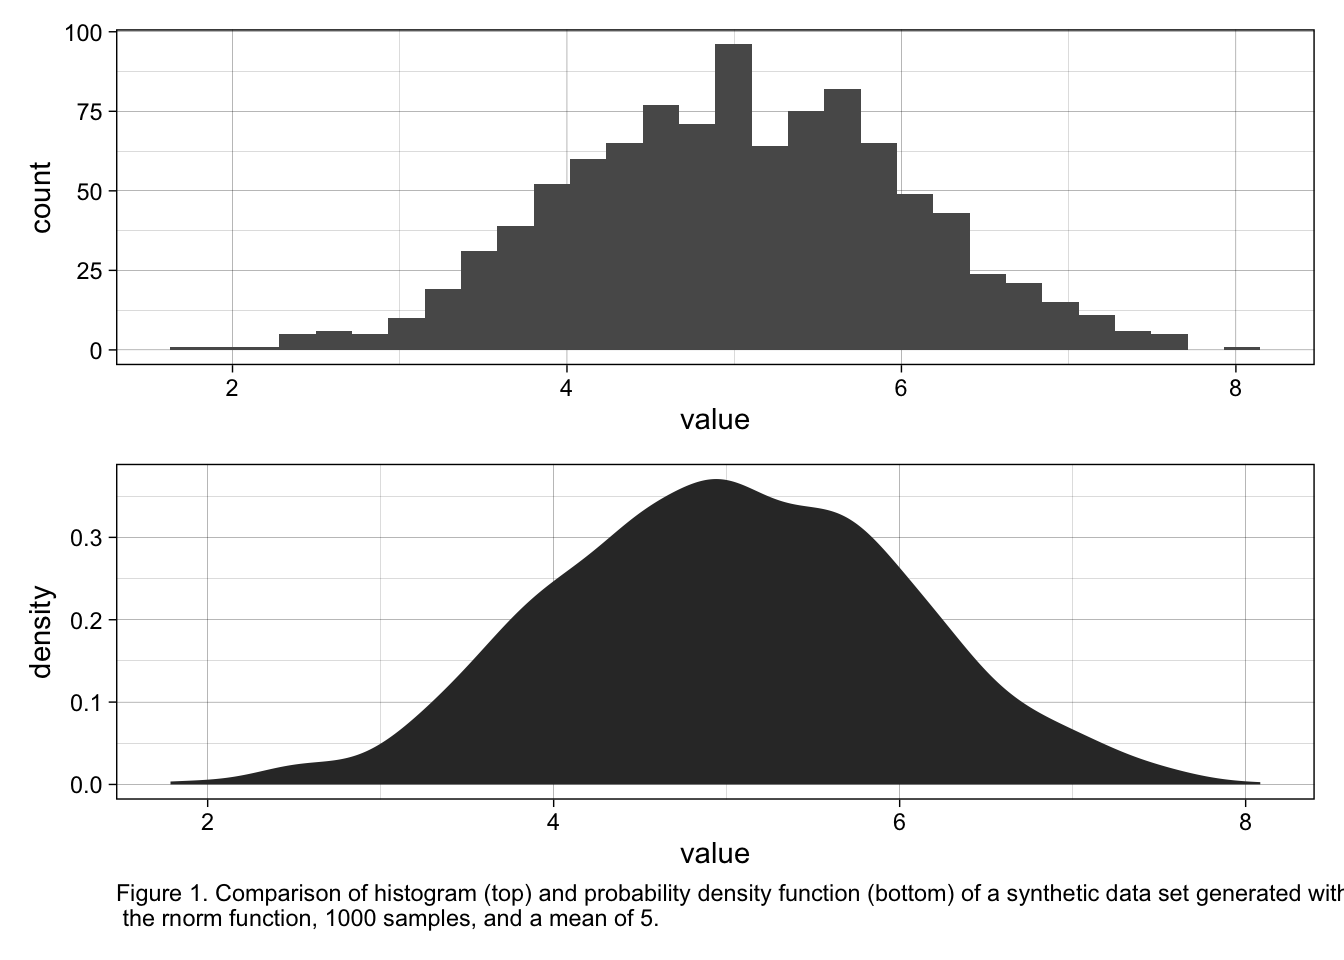 100
75
50
25
0
count
2 4 6 8
value
0.3
0.2
0.1
0.0
density
2 4 6 8
value
Figure 1. Comparison of histogram (top) and probability density function (bottom) of a synthetic data set generated with
the rnorm function, 1000 samples, and a mean of 5.